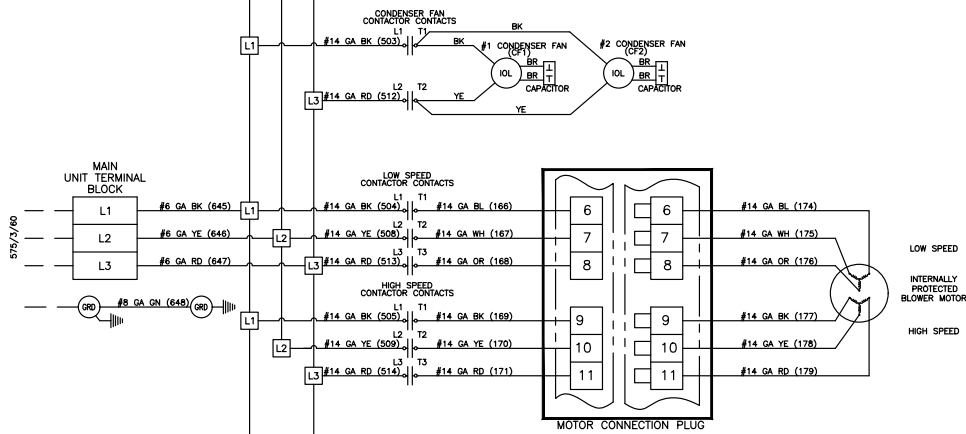 CONDENSER FAN
CONTACTOR CONTACTS
BK
L1 T1
L1 #14 GA BK (503) BK
#1 CONDENSER FAN
(CF1)
#2 CONDENSER FAN
(CF2)
IOL BR
BR
CAPACITOR
IOL BR
BR
CAPACITOR
L2 T2
L3 #14 GA RD (512) YE
YE
MAIN
UNIT TERMINAL
BLOCK
LOW SPEED
CONTACTOR CONTACTS
575/3/60
L1 T1
L1 #6 GA BK (645) L1 #14 GA BK (504) #14 GA BL (166) 6 6 #14 GA BL (174)
L2 T2
L2 #6 GA YE (646) L2 #14 GA YE (508) #14 GA WH (167) 7 7 #14 GA WH (175)
LOW SPEED
L3 T3
L3 #6 GA RD (647) L3 #14 GA RD (513) #14 GA OR (168) 8 8 #14 GA OR (176)
INTERNALLY
PROTECTED
BLOWER MOTOR
HIGH SPEED
CONTACTOR CONTACTS
GRD #8 GA GN (648) GRD
L1 T1
L1 #14 GA BK (505) #14 GA BK (169) 9 9 #14 GA BK (177)
HIGH SPEED
L2 T2
L2 #14 GA YE (509) #14 GA YE (170) 10 10 #14 GA YE (178)
L3 T3
L3 #14 GA RD (514) #14 GA RD (171) 11 11 #14 GA RD (179)
MOTOR CONNECTION PLUG